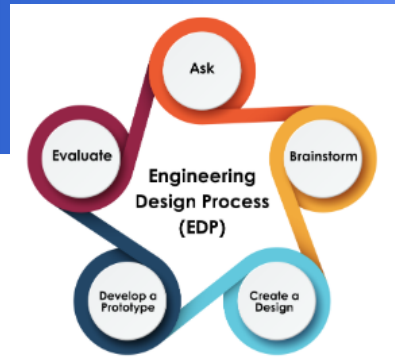 Ask
Brainstorm
Create a
Design
Develop a
Prototype
Evaluate
Engineering
Design Process
(EDP)